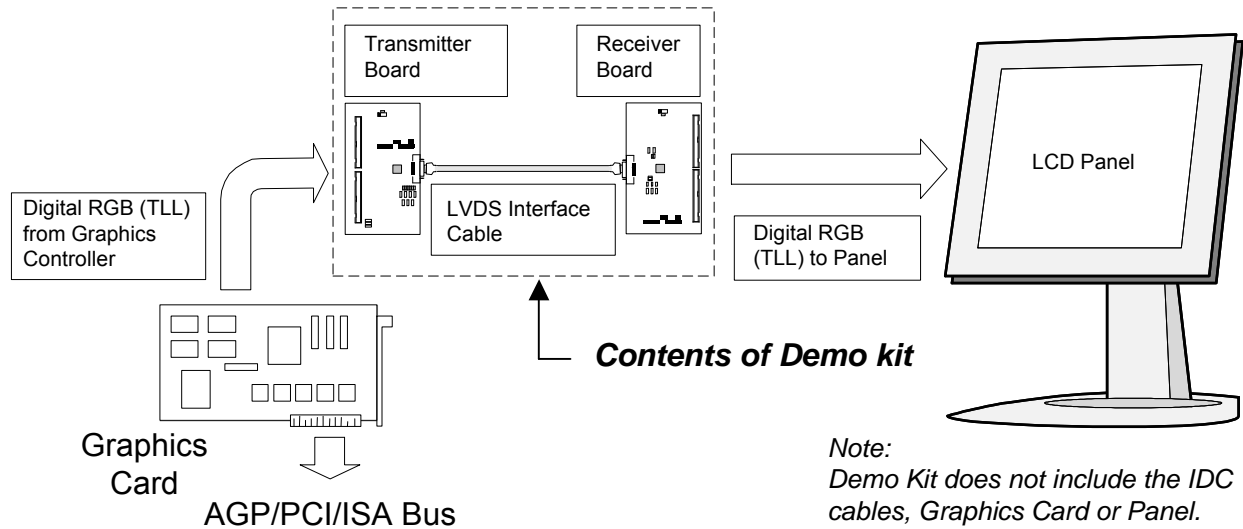 Transmitter
Board
Receiver
Board
LVDS Interface
Cable
Digital RGB (TLL)
from Graphics
Controller
Digital RGB
(TLL) to Panel
LCD Panel
Contents of Demo kit
Graphics
Card
AGP/PCI/ISA Bus
Note:
Demo Kit does not include the IDC
cables, Graphics Card or Panel.